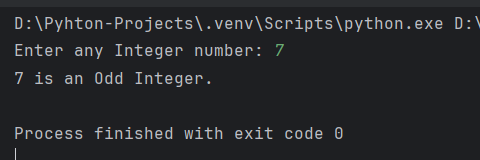 D:\Pyhton-Projects\.venv\Scripts\python.exe D:\
Enter any Integer number: 7
7 is an Odd Integer.
Process finished with exit code 0